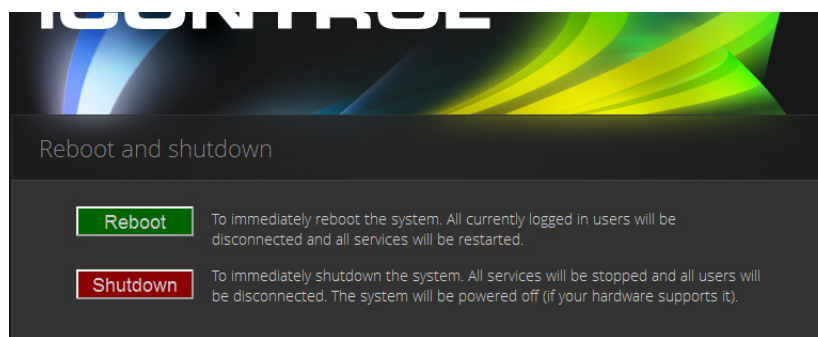 ICONTROL
Reboot and shutdown
Reboot
To immediately reboot the system. All currently logged in users will be
disconnected and all services will be restarted.
Shutdown
To immediately shutdown the system. All services will be stopped and all users will
be disconnected. The system will be powered off (if your hardware supports it).